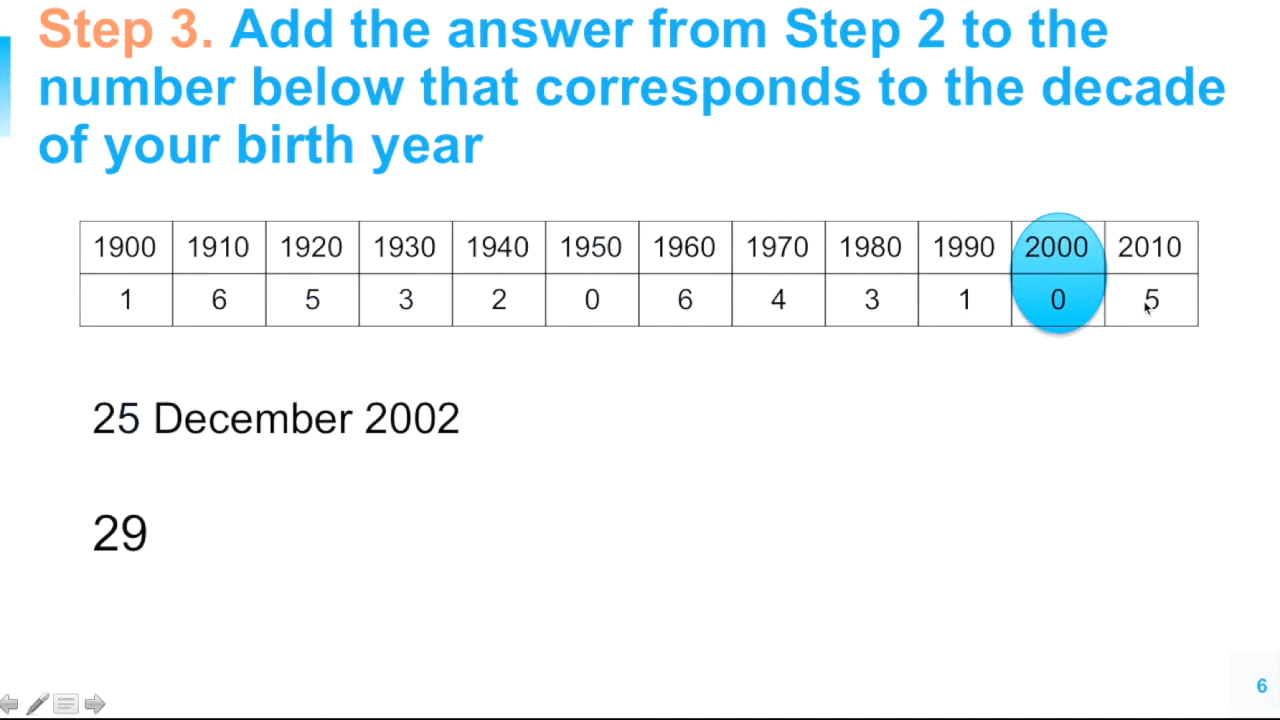 Step 3. Add the answer from Step 2 to the
number below that corresponds to the decade
of your birth year
1900 1910 1920 1930 1940 1950 1960 1970 1980 1990 2000 2010
1 6 5 3 2 0 6 4 3 1 0 5
25 December 2002
29
6